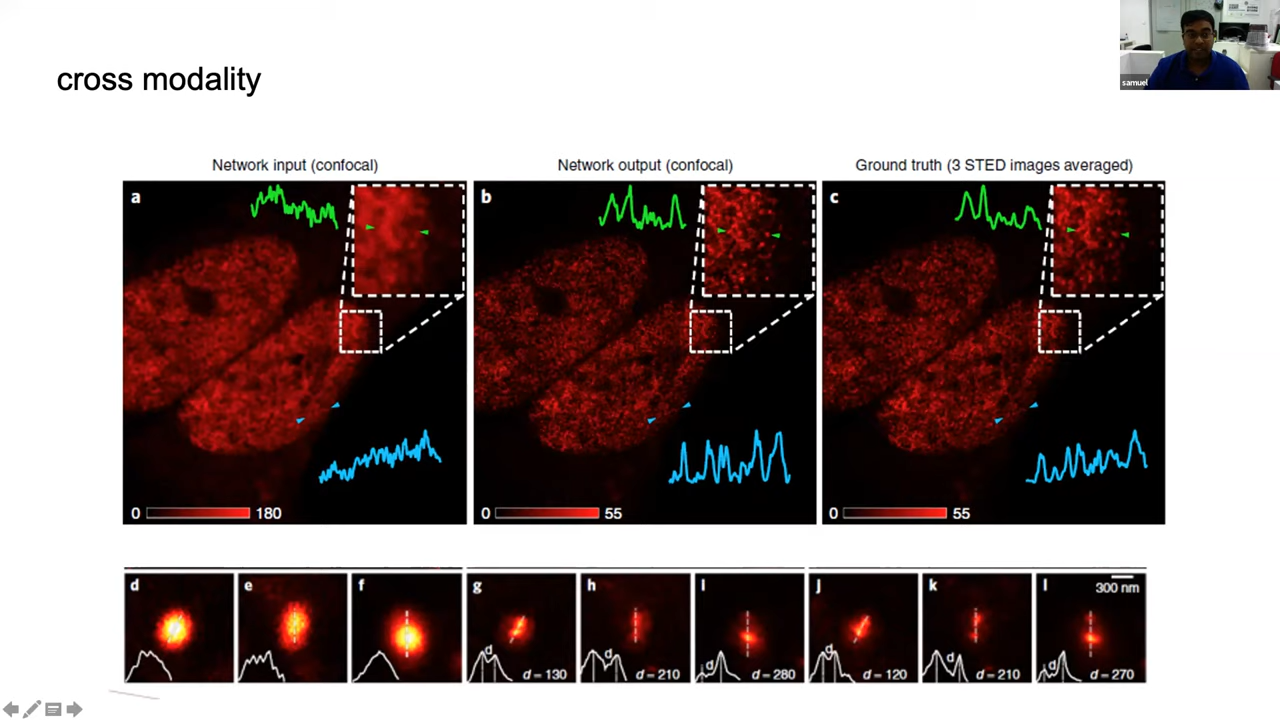 samuel
cross modality
Network input (confocal)
Network output (confocal)
Ground truth (3 STED images averaged)
a
b
c
0 180
0 55
0 55
d
e
f
g
h
i
j
k
l
300 nm
d
d
d
d
d
d
d = 130
d = 210
d = 280
d = 120
d = 210
d = 270